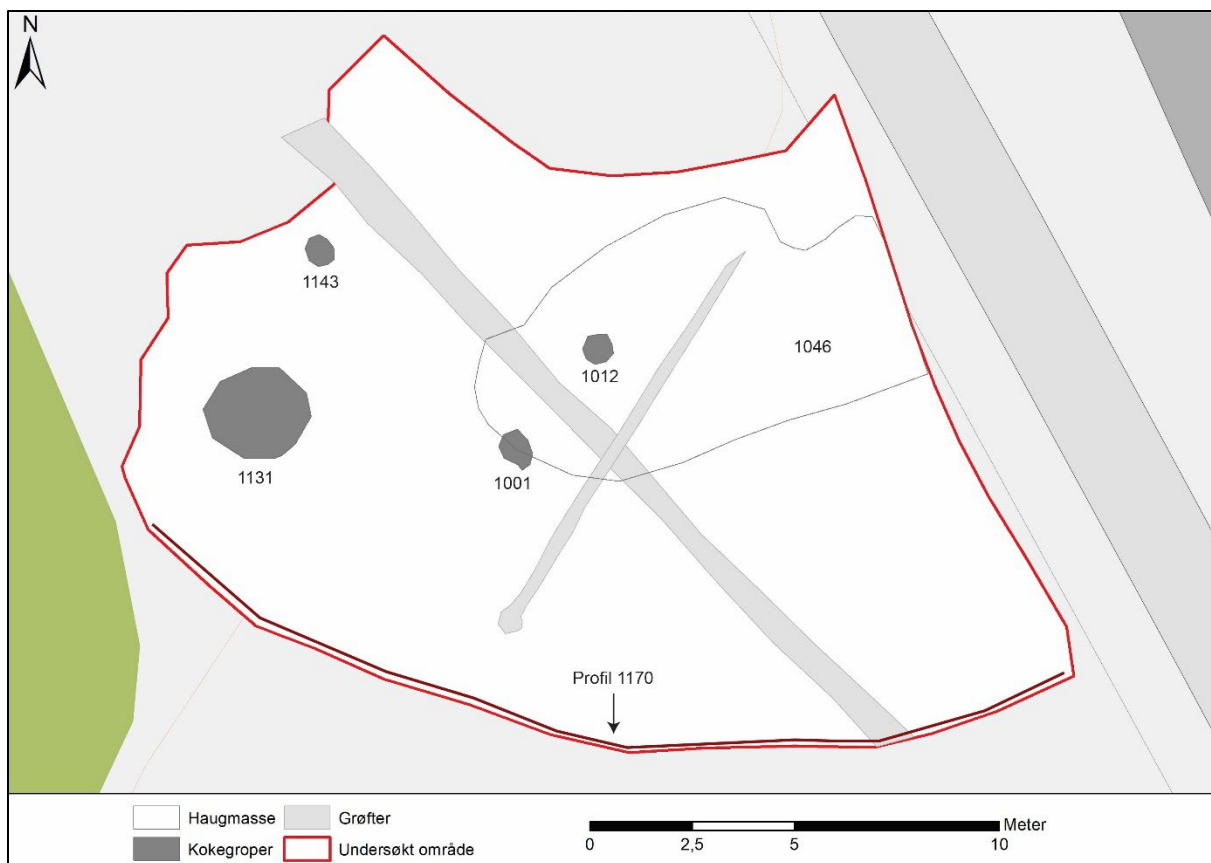 N
1143
1012
1046
1131
1001
Profil 1170
Haugmasse
Grøfter
Meter
Kokegroper
Undersøkt område
0
2,5
5
10